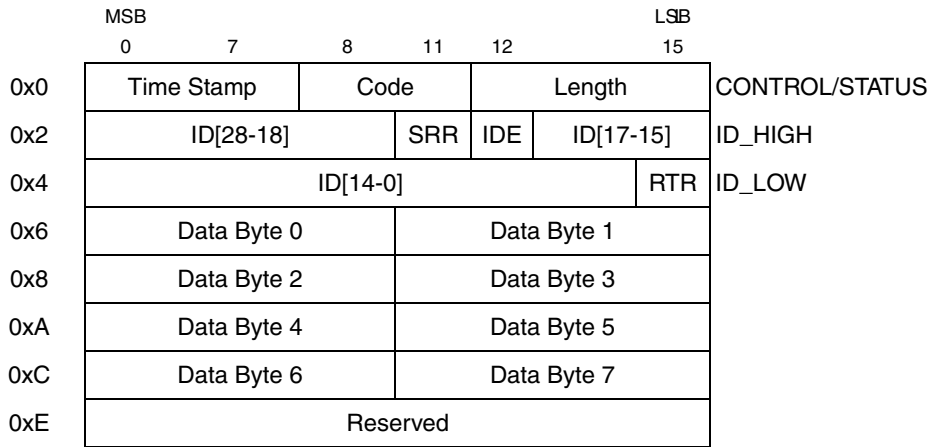 MSB LSB
0 7 8 11 12 15
0x0 Time Stamp Code Length CONTROL/STATUS
0x2 ID[28-18] SRR IDE ID[17-15] ID_HIGH
0x4 ID[14-0] RTR ID_LOW
0x6 Data Byte 0 Data Byte 1
0x8 Data Byte 2 Data Byte 3
0xA Data Byte 4 Data Byte 5
0xC Data Byte 6 Data Byte 7
0xE Reserved